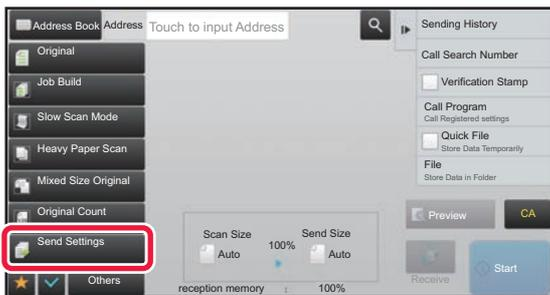 Address Book Address Touch to input Address
Original
Job Build
Slow Scan Mode
Heavy Paper Scan
Mixed Size Original
Original Count
Send Settings
Others
Scan Size
Auto
100%
Send Size
Auto
reception memory : 100%
Sending History
Call Search Number
Verification Stamp
Call Program
Call Registered settings
Quick File
Store Data Temporarily
File
Store Data in Folder
Preview
CA
Receive
Start